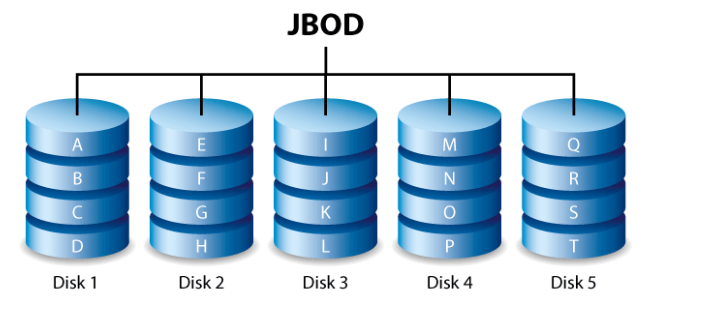 JBOD
A E I M Q
B F J N R
C G K O S
D H L P T
Disk 1 Disk 2 Disk 3 Disk 4 Disk 5